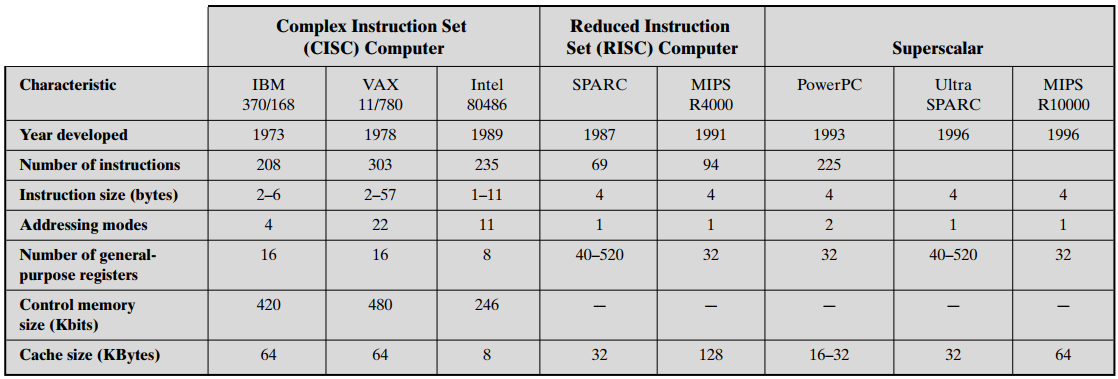 Complex Instruction Set (CISC) Computer Reduced Instruction Set (RISC) Computer Superscalar
Characteristic IBM 370/168 VAX 11/780 Intel 80486 SPARC MIPS R4000 PowerPC Ultra SPARC MIPS R10000
Year developed 1973 1978 1989 1987 1991 1993 1996 1996
Number of instructions 208 303 235 69 94 225
Instruction size (bytes) 2–6 2–57 1–11 4 4 4 4 4
Addressing modes 4 22 11 1 1 2 1 1
Number of general-purpose registers 16 16 8 40–520 32 32 40–520 32
Control memory size (Kbits) 420 480 246 — — — — —
Cache size (KBytes) 64 64 8 32 128 16–32 32 64